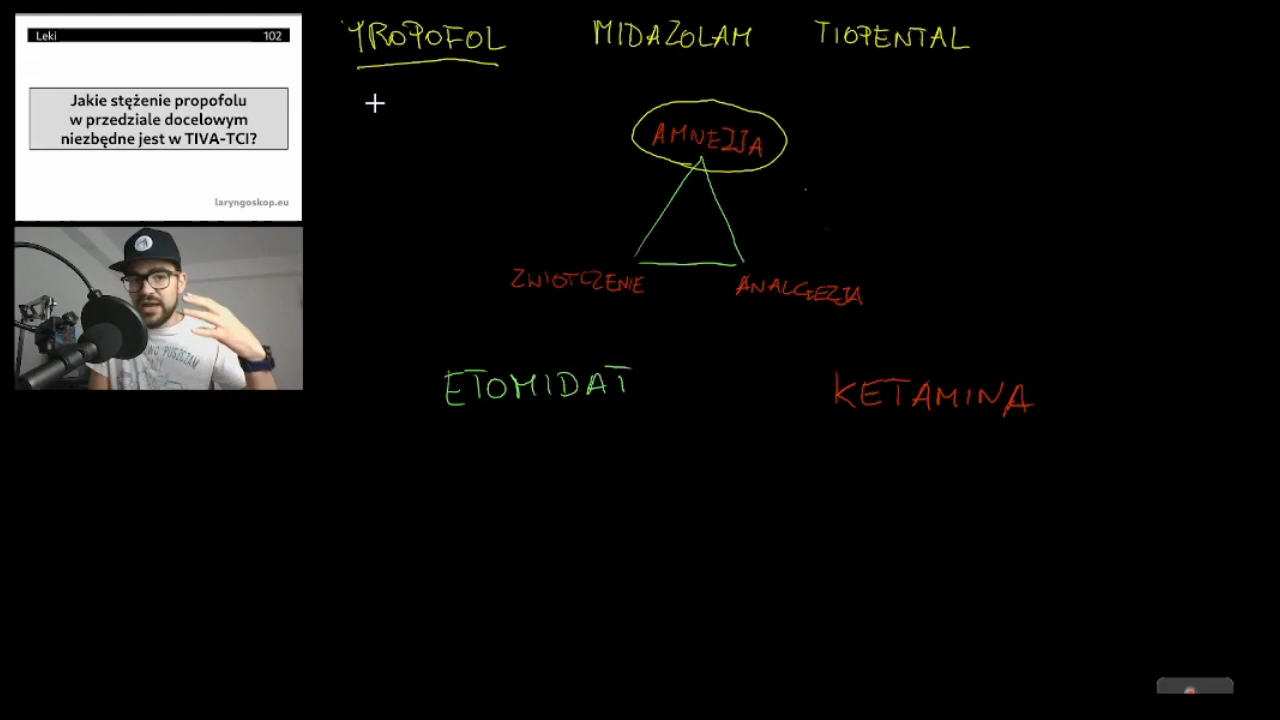 Leki 102
Jakie stężenie propofolu
w przedziale docelowym
niezbędne jest w TIVA-TCI?
laryngoskop.eu
PROPOFOL MIDAZOLAM TIOPENTAL
AMNEZJA
ZWIOTCZENIE ANALGEZJA
ETOMIDAT KETAMINA
PUSZCZAM